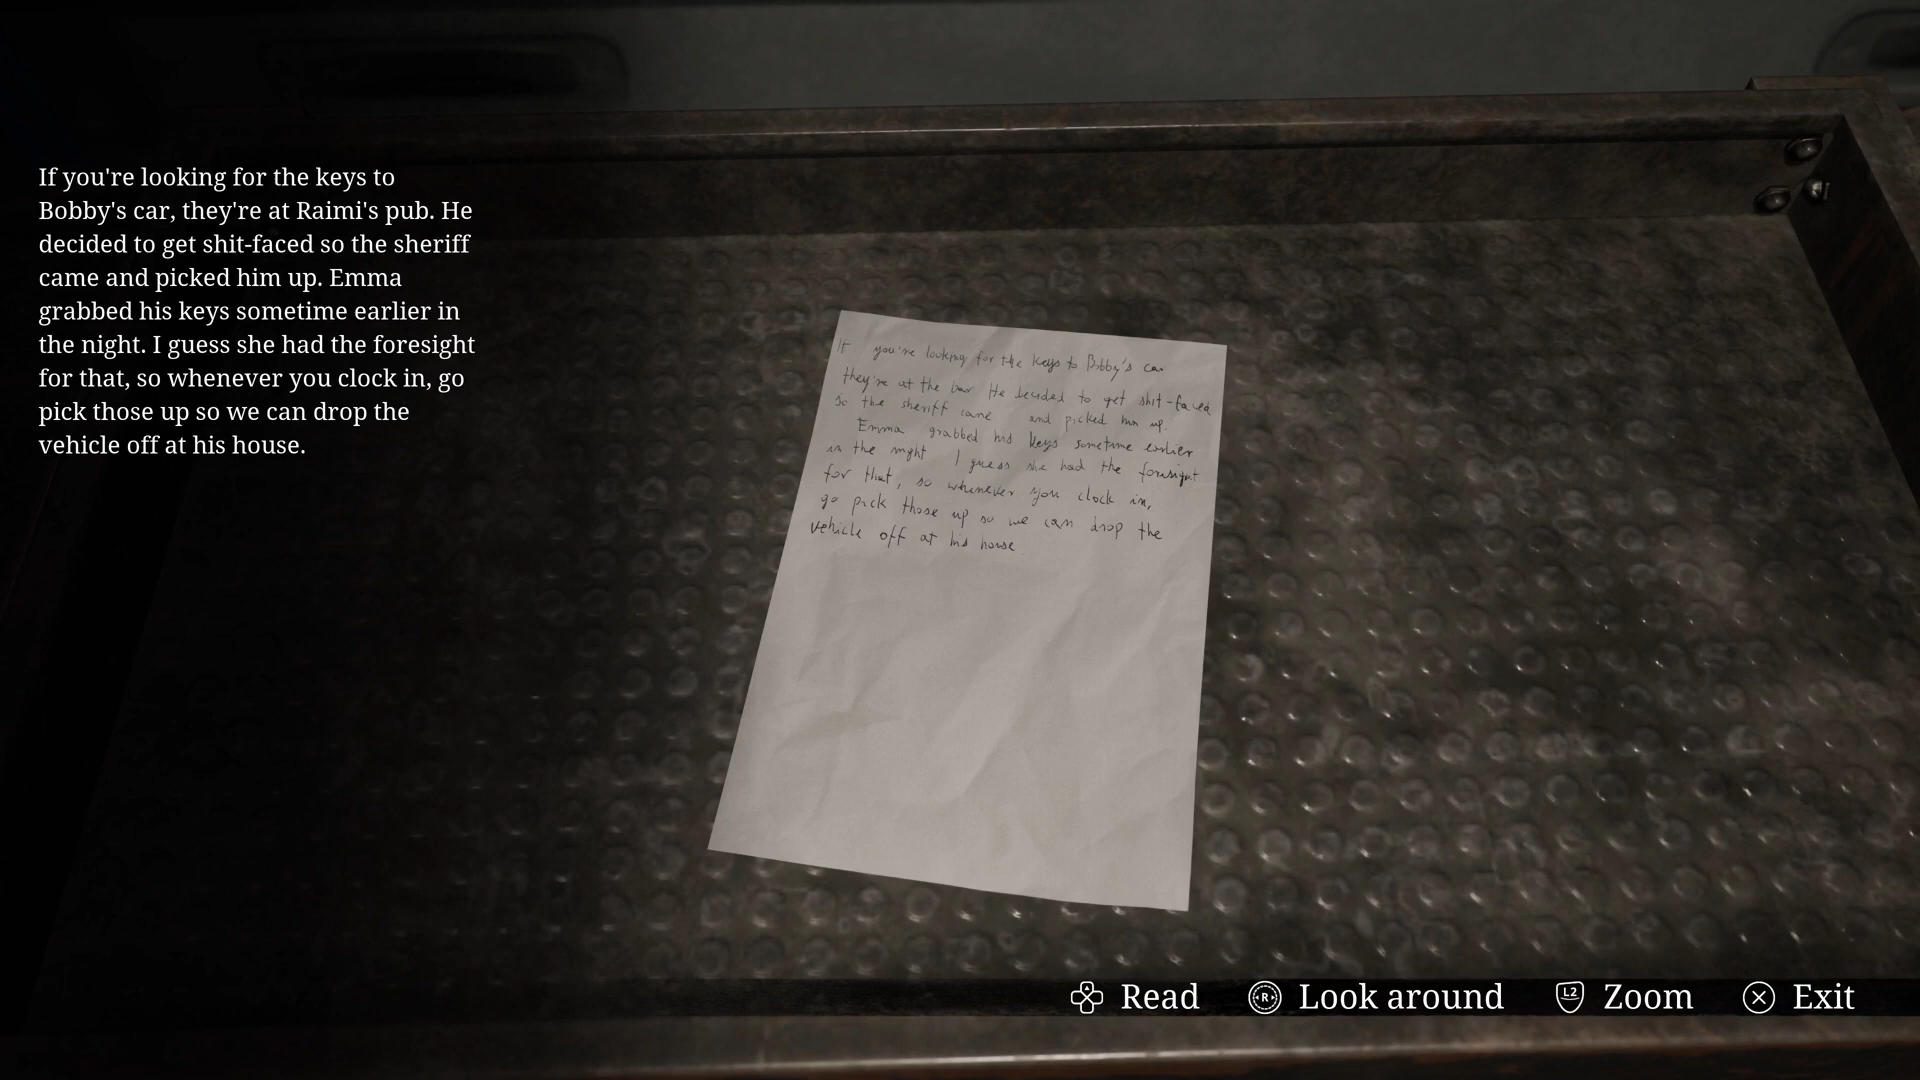 If you're looking for the keys to
Bobby's car, they're at Raimi's pub. He
decided to get shit-faced so the sheriff
came and picked him up. Emma
grabbed his keys sometime earlier in
the night. I guess she had the foresight
for that, so whenever you clock in, go
pick those up so we can drop the
vehicle off at his house.
If you're looking for the keys to Bobby's car
they're at the bar He decided to get shit-faced
so the sheriff came and picked him up.
Emma grabbed his keys sometime earlier
in the night I guess she had the foresight
for that, so whenever you clock in,
go pick those up so we can drop the
vehicle off at his house
Read
R Look around
L2 Zoom
Exit